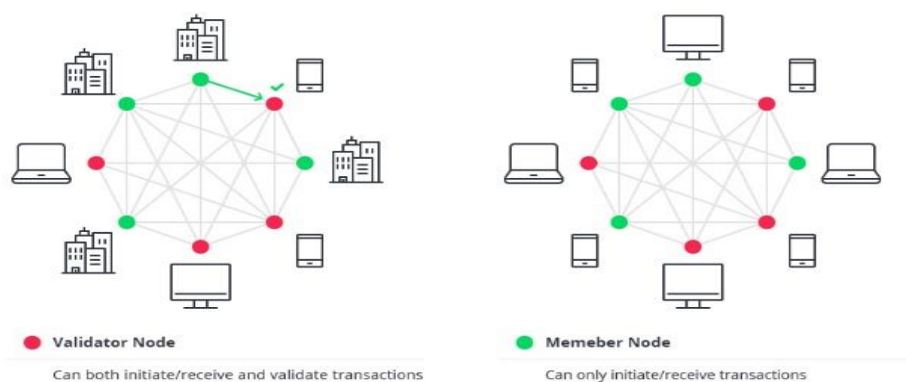 Validator Node
Can both initiate/receive and validate transactions
Memeber Node
Can only initiate/receive transactions